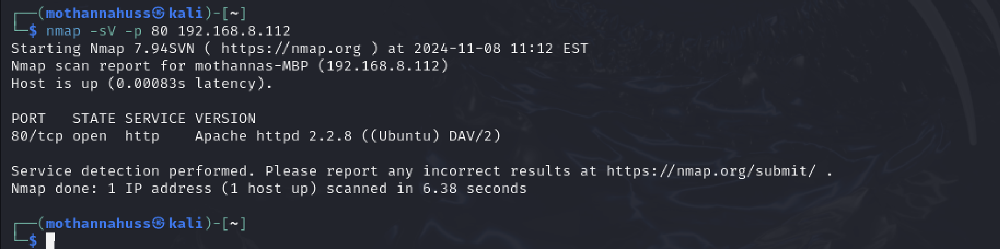 ┌──(mothannahuss㉿kali)-[~]
└─$ nmap -sV -p 80 192.168.8.112
Starting Nmap 7.94SVN ( https://nmap.org ) at 2024-11-08 11:12 EST
Nmap scan report for mothannas-MBP (192.168.8.112)
Host is up (0.00083s latency).
PORT   STATE SERVICE VERSION
80/tcp open  http    Apache httpd 2.2.8 ((Ubuntu) DAV/2)
Service detection performed. Please report any incorrect results at https://nmap.org/submit/ .
Nmap done: 1 IP address (1 host up) scanned in 6.38 seconds
┌──(mothannahuss㉿kali)-[~]
└─$